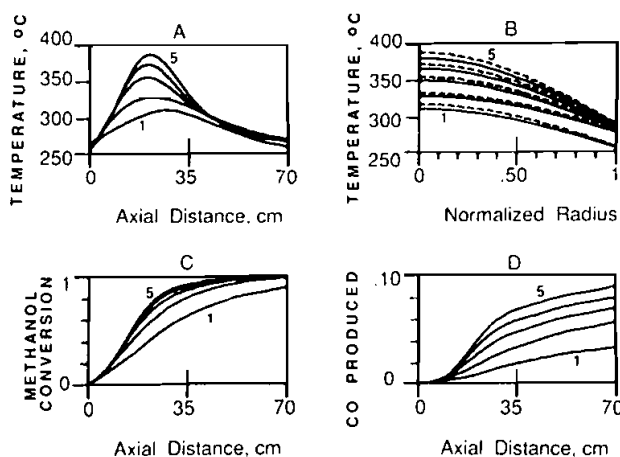 A
TEMPERATURE, °C
400
350
300
250
5
1
0
35
70
Axial Distance, cm
B
TEMPERATURE, °C
400
350
300
250
5
1
0
.50
1
Normalized Radius
C
METHANOL
CONVERSION
1
0
5
1
0
35
70
Axial Distance, cm
D
CO PRODUCED
.10
0
5
1
0
35
70
Axial Distance, cm